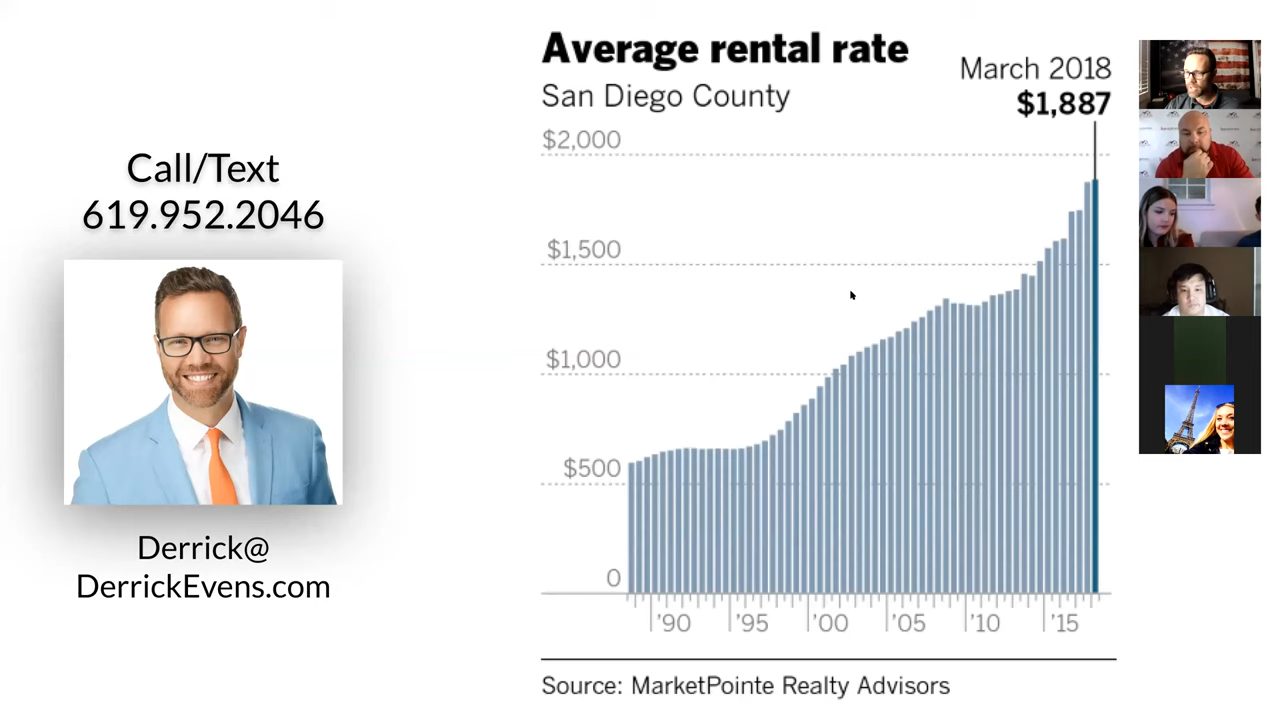 Call/Text
619.952.2046
Derrick@
DerrickEvens.com
Average rental rate
San Diego County
March 2018
$1,887
$2,000
$1,500
$1,000
$500
0
'90 '95 '00 '05 '10 '15
Source: MarketPointe Realty Advisors